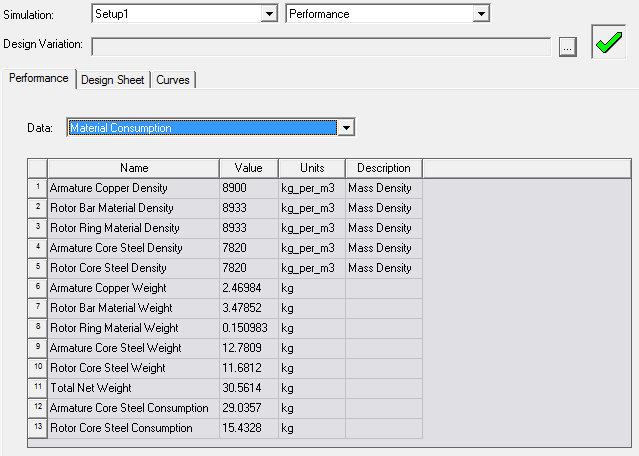 Simulation: Setup1 Performance
Design Variation: ...
Performance Design Sheet Curves
Data: Material Consumption
Name Value Units Description
1 Armature Copper Density 8900 kg_per_m3 Mass Density
2 Rotor Bar Material Density 8933 kg_per_m3 Mass Density
3 Rotor Ring Material Density 8933 kg_per_m3 Mass Density
4 Armature Core Steel Density 7820 kg_per_m3 Mass Density
5 Rotor Core Steel Density 7820 kg_per_m3 Mass Density
6 Armature Copper Weight 2.46984 kg
7 Rotor Bar Material Weight 3.47852 kg
8 Rotor Ring Material Weight 0.150983 kg
9 Armature Core Steel Weight 12.7809 kg
10 Rotor Core Steel Weight 11.6812 kg
11 Total Net Weight 30.5614 kg
12 Armature Core Steel Consumption 29.0357 kg
13 Rotor Core Steel Consumption 15.4328 kg